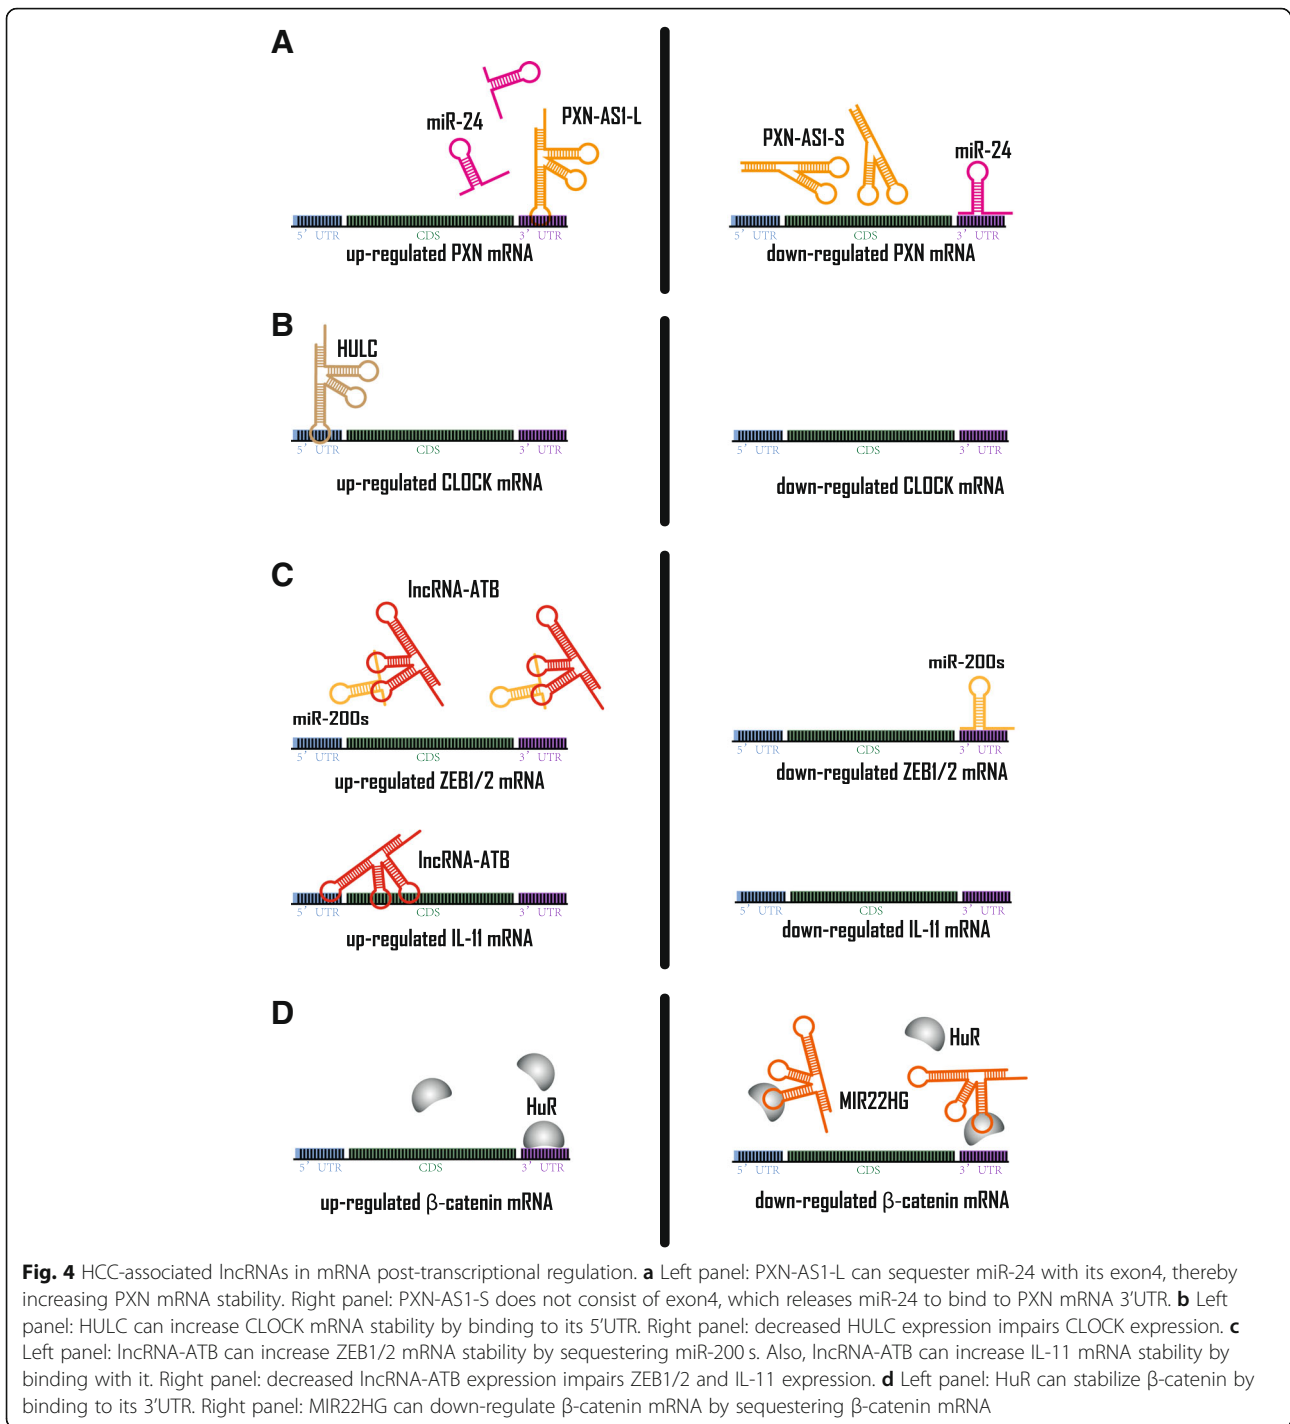 A
miR-24
PXN-AS1-L
5' UTR CDS 3' UTR
up-regulated PXN mRNA
PXN-AS1-S
miR-24
5' UTR CDS 3' UTR
down-regulated PXN mRNA
B
HULC
5' UTR CDS 3' UTR
up-regulated CLOCK mRNA
5' UTR CDS 3' UTR
down-regulated CLOCK mRNA
C
lncRNA-ATB
miR-200s
5' UTR CDS 3' UTR
up-regulated ZEB1/2 mRNA
miR-200s
5' UTR CDS 3' UTR
down-regulated ZEB1/2 mRNA
lncRNA-ATB
5' UTR CDS 3' UTR
up-regulated IL-11 mRNA
5' UTR CDS 3' UTR
down-regulated IL-11 mRNA
D
HuR
5' UTR CDS 3' UTR
up-regulated β-catenin mRNA
HuR
MIR22HG
5' UTR CDS 3' UTR
down-regulated β-catenin mRNA
Fig. 4 HCC-associated lncRNAs in mRNA post-transcriptional regulation. a Left panel: PXN-AS1-L can sequester miR-24 with its exon4, thereby
increasing PXN mRNA stability. Right panel: PXN-AS1-S does not consist of exon4, which releases miR-24 to bind to PXN mRNA 3'UTR. b Left
panel: HULC can increase CLOCK mRNA stability by binding to its 5'UTR. Right panel: decreased HULC expression impairs CLOCK expression. c
Left panel: lncRNA-ATB can increase ZEB1/2 mRNA stability by sequestering miR-200 s. Also, lncRNA-ATB can increase IL-11 mRNA stability by
binding with it. Right panel: decreased lncRNA-ATB expression impairs ZEB1/2 and IL-11 expression. d Left panel: HuR can stabilize β-catenin by
binding to its 3'UTR. Right panel: MIR22HG can down-regulate β-catenin mRNA by sequestering β-catenin mRNA